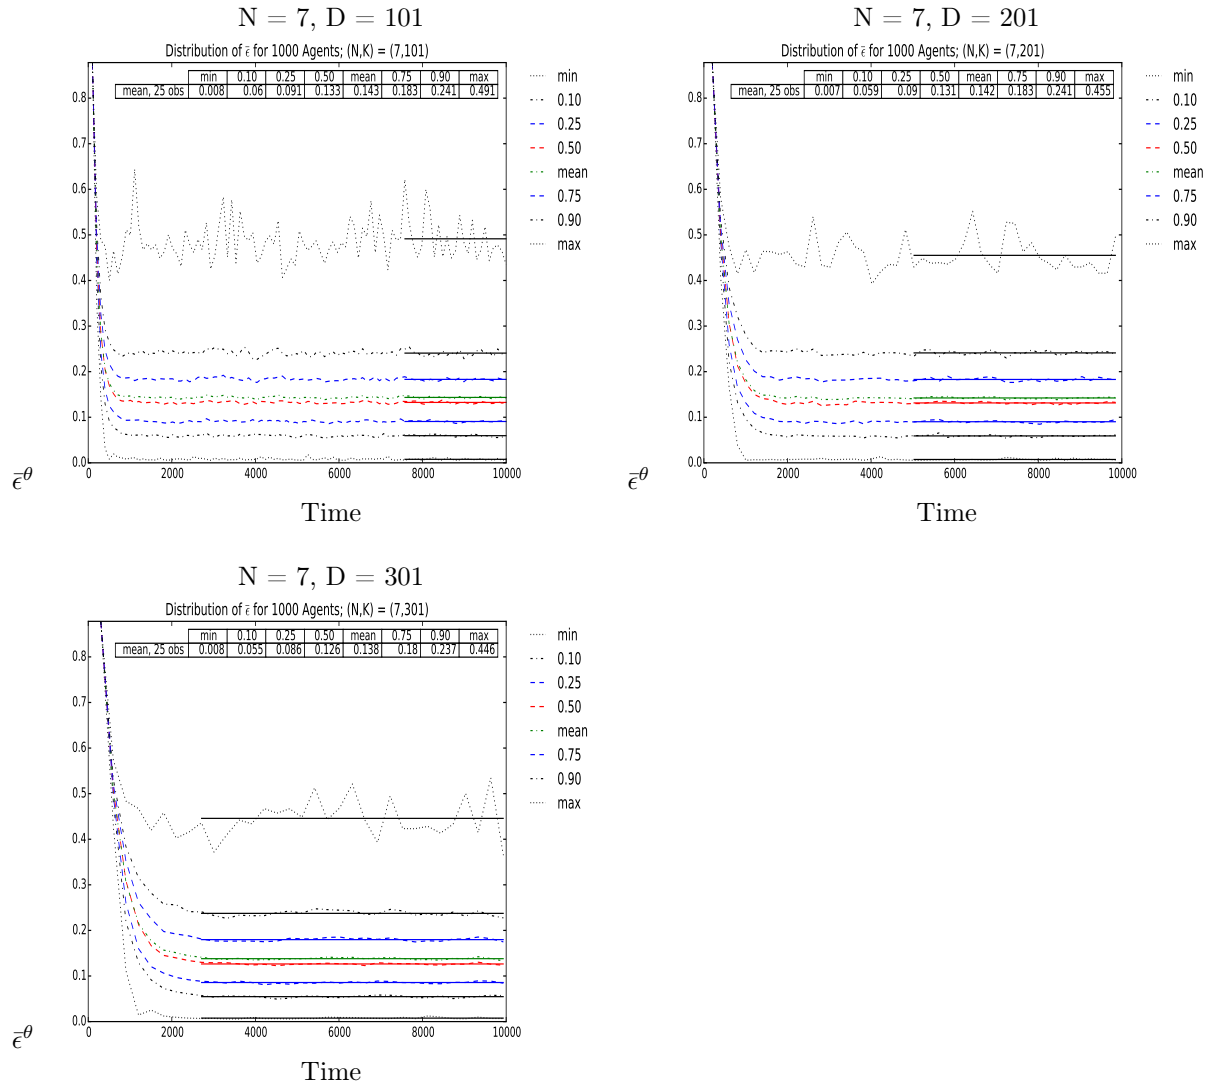 N = 7, D = 101
Distribution of ε̄ for 1000 Agents; (N,K) = (7,101)
min 0.10 0.25 0.50 mean 0.75 0.90 max
mean, 25 obs 0.008 0.06 0.091 0.133 0.143 0.183 0.241 0.491
0.8
0.7
0.6
0.5
0.4
0.3
0.2
0.1
0.0
0 2000 4000 6000 8000 10000
min
0.10
0.25
0.50
mean
0.75
0.90
max
ε̄^θ
Time
N = 7, D = 201
Distribution of ε̄ for 1000 Agents; (N,K) = (7,201)
min 0.10 0.25 0.50 mean 0.75 0.90 max
mean, 25 obs 0.007 0.059 0.09 0.131 0.142 0.183 0.241 0.455
0.8
0.7
0.6
0.5
0.4
0.3
0.2
0.1
0.0
0 2000 4000 6000 8000 10000
min
0.10
0.25
0.50
mean
0.75
0.90
max
ε̄^θ
Time
N = 7, D = 301
Distribution of ε̄ for 1000 Agents; (N,K) = (7,301)
min 0.10 0.25 0.50 mean 0.75 0.90 max
mean, 25 obs 0.008 0.055 0.086 0.126 0.138 0.18 0.237 0.446
0.8
0.7
0.6
0.5
0.4
0.3
0.2
0.1
0.0
0 2000 4000 6000 8000 10000
min
0.10
0.25
0.50
mean
0.75
0.90
max
ε̄^θ
Time